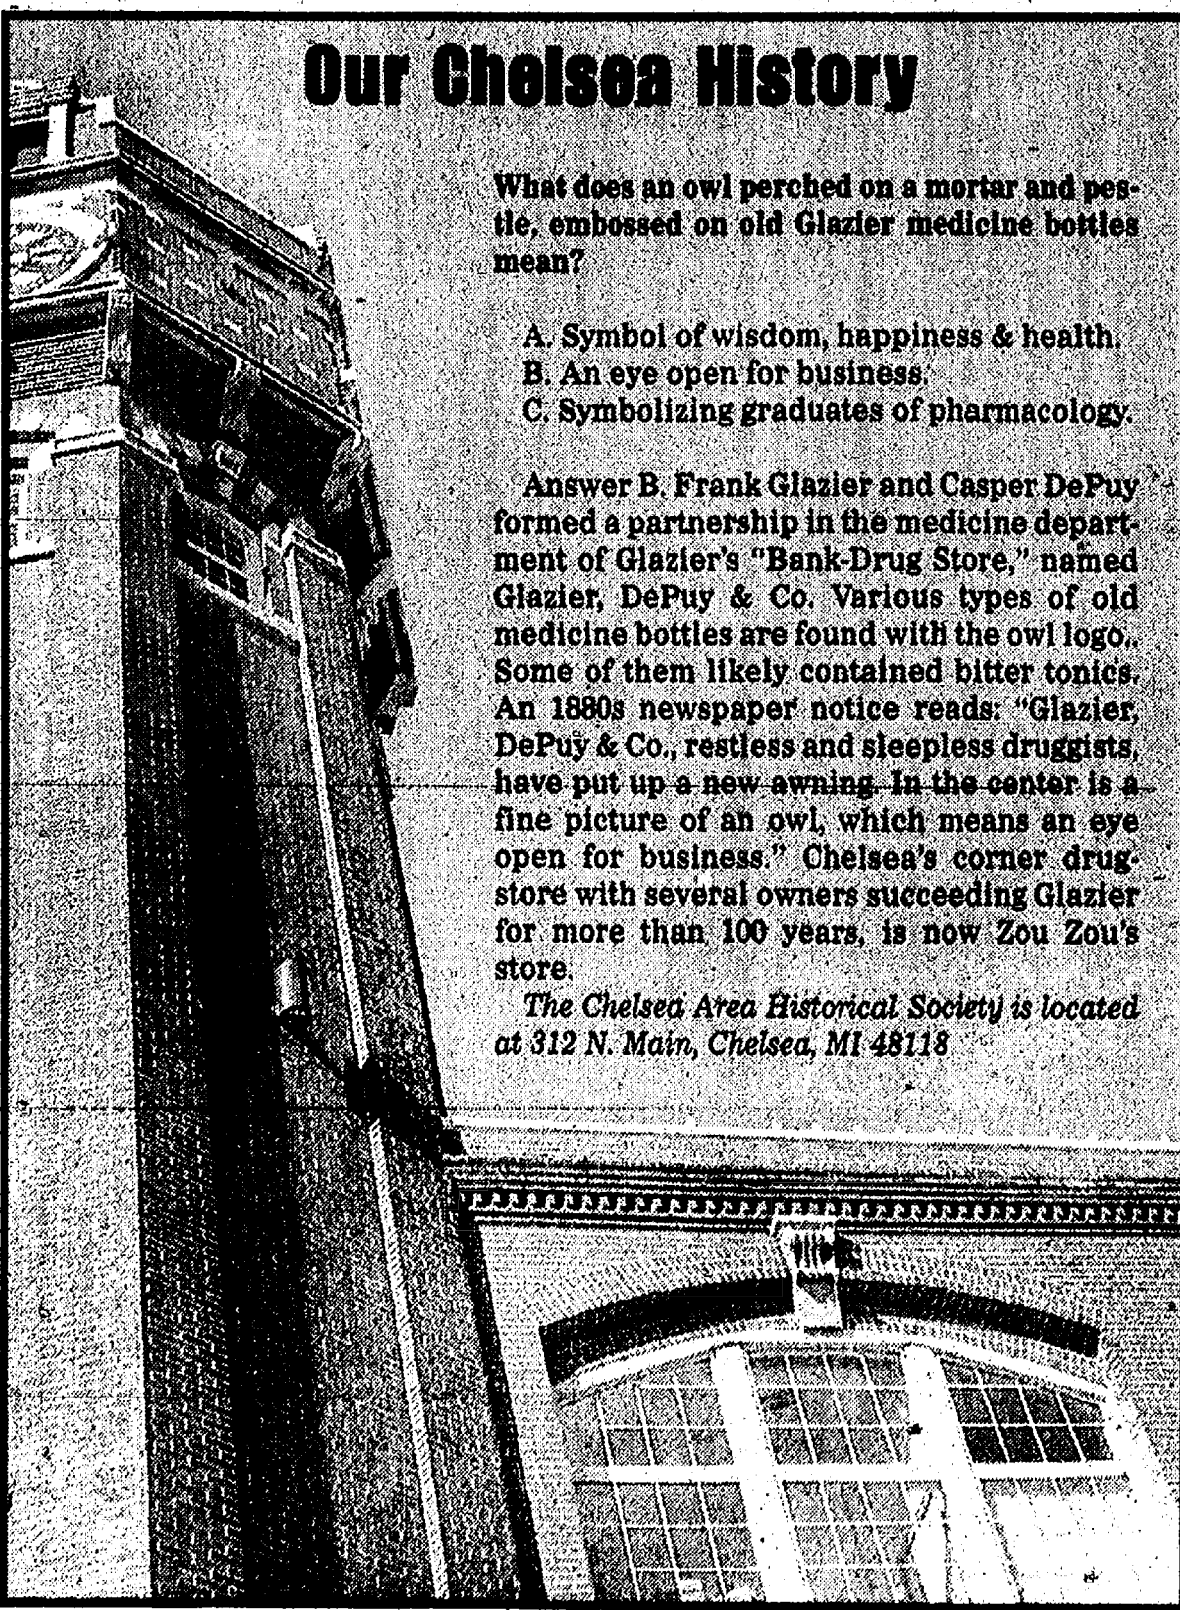 Our Chelsea History
What does an owl perched on a mortar and pes-
tle, embossed on old Glazier medicine bottles
mean?
A. Symbol of wisdom, happiness & health.
B. An eye open for business.
C. Symbolizing graduates of pharmacology.
Answer B. Frank Glazier and Casper DePuy
formed a partnership in the medicine depart-
ment of Glazier's "Bank-Drug Store," named
Glazier, DePuy & Co. Various types of old
medicine bottles are found with the owl logo.
Some of them likely contained bitter tonics.
An 1880s newspaper notice reads: "Glazier,
DePuy & Co., restless and sleepless druggists,
have put up a new awning. In the center is a
fine picture of an owl, which means an eye
open for business." Chelsea's corner drug-
store with several owners succeeding Glazier
for more than 100 years, is now Zou Zou's
store.
The Chelsea Area Historical Society is located
at 312 N. Main, Chelsea, MI 48118